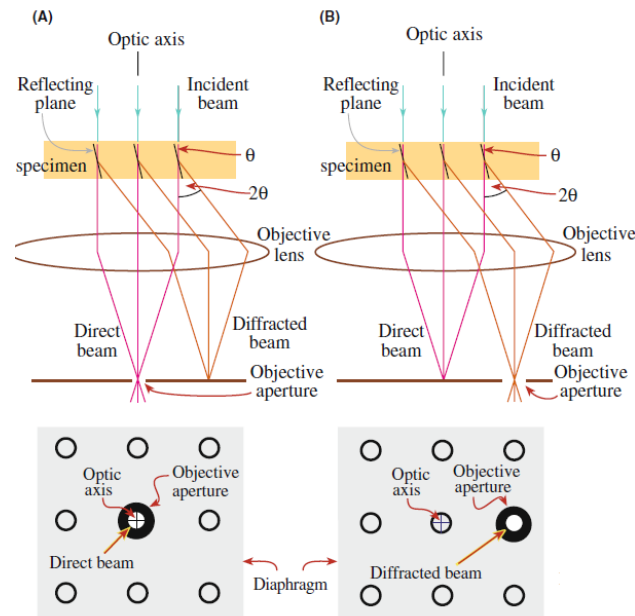 (A)
Optic axis
Reflecting
plane
Incident
beam
specimen
θ
2θ
Objective
lens
Direct
beam
Diffracted
beam
Objective
aperture
(B)
Optic axis
Reflecting
plane
Incident
beam
specimen
θ
2θ
Objective
lens
Direct
beam
Diffracted
beam
Objective
aperture
Optic
axis
Objective
aperture
Direct beam
Diaphragm
Optic
axis
Objective
aperture
Diffracted beam